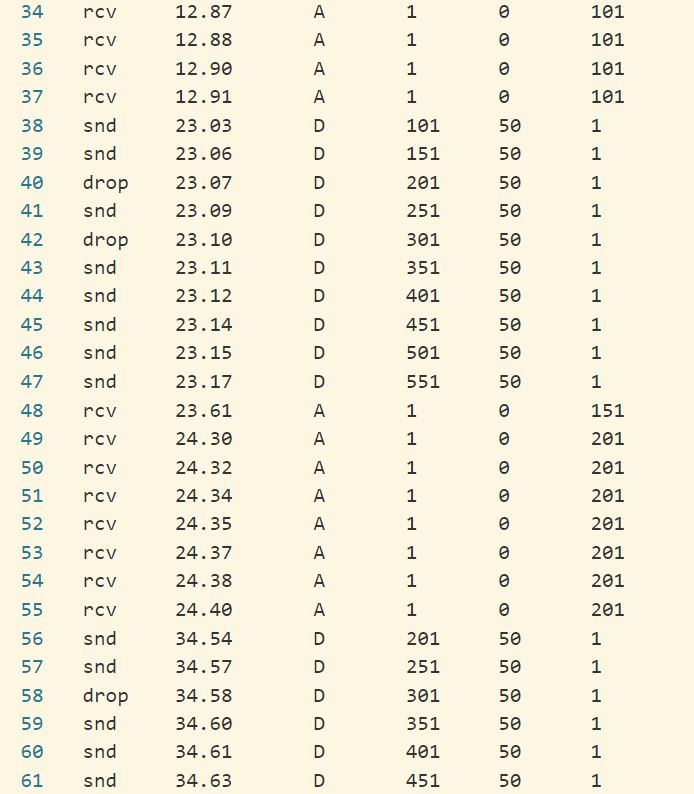 34 rcv 12.87 A 1 0 101
35 rcv 12.88 A 1 0 101
36 rcv 12.90 A 1 0 101
37 rcv 12.91 A 1 0 101
38 snd 23.03 D 101 50 1
39 snd 23.06 D 151 50 1
40 drop 23.07 D 201 50 1
41 snd 23.09 D 251 50 1
42 drop 23.10 D 301 50 1
43 snd 23.11 D 351 50 1
44 snd 23.12 D 401 50 1
45 snd 23.14 D 451 50 1
46 snd 23.15 D 501 50 1
47 snd 23.17 D 551 50 1
48 rcv 23.61 A 1 0 151
49 rcv 24.30 A 1 0 201
50 rcv 24.32 A 1 0 201
51 rcv 24.34 A 1 0 201
52 rcv 24.35 A 1 0 201
53 rcv 24.37 A 1 0 201
54 rcv 24.38 A 1 0 201
55 rcv 24.40 A 1 0 201
56 snd 34.54 D 201 50 1
57 snd 34.57 D 251 50 1
58 drop 34.58 D 301 50 1
59 snd 34.60 D 351 50 1
60 snd 34.61 D 401 50 1
61 snd 34.63 D 451 50 1